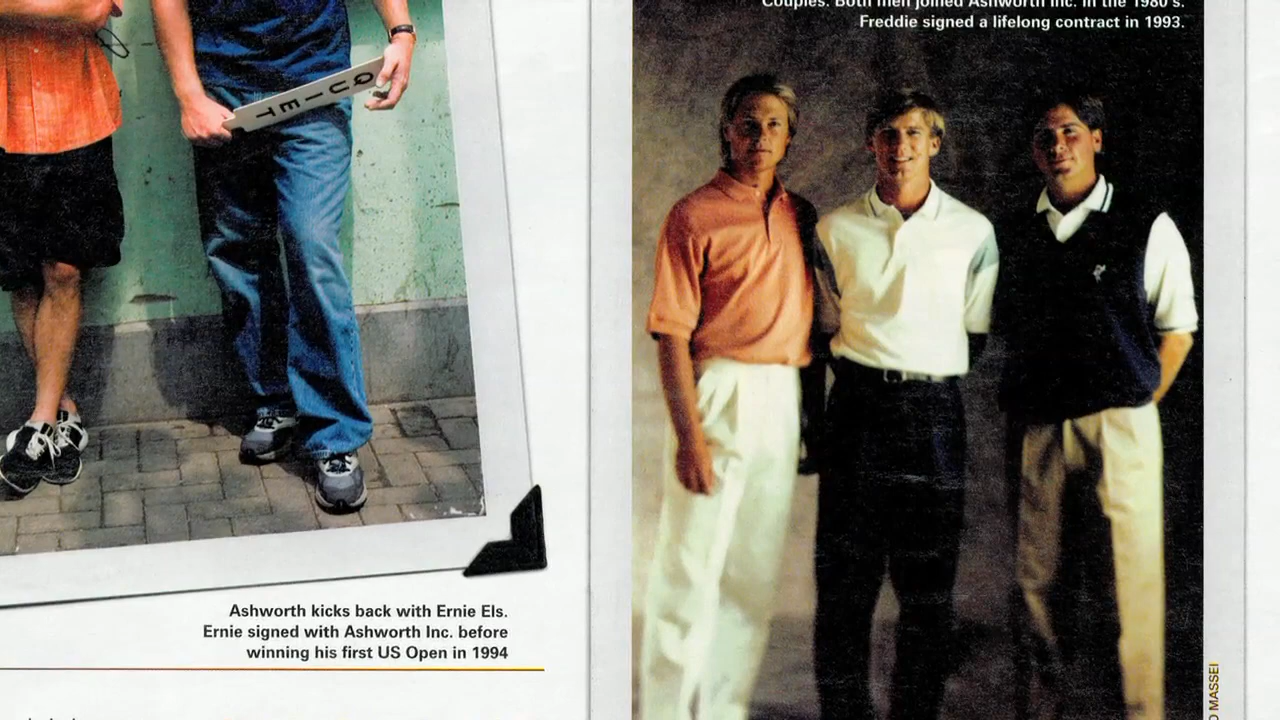 QUIET
Ashworth kicks back with Ernie Els.
Ernie signed with Ashworth Inc. before
winning his first US Open in 1994
Couples. Both men joined Ashworth Inc. in the 1980's.
Freddie signed a lifelong contract in 1993.
MASSEI